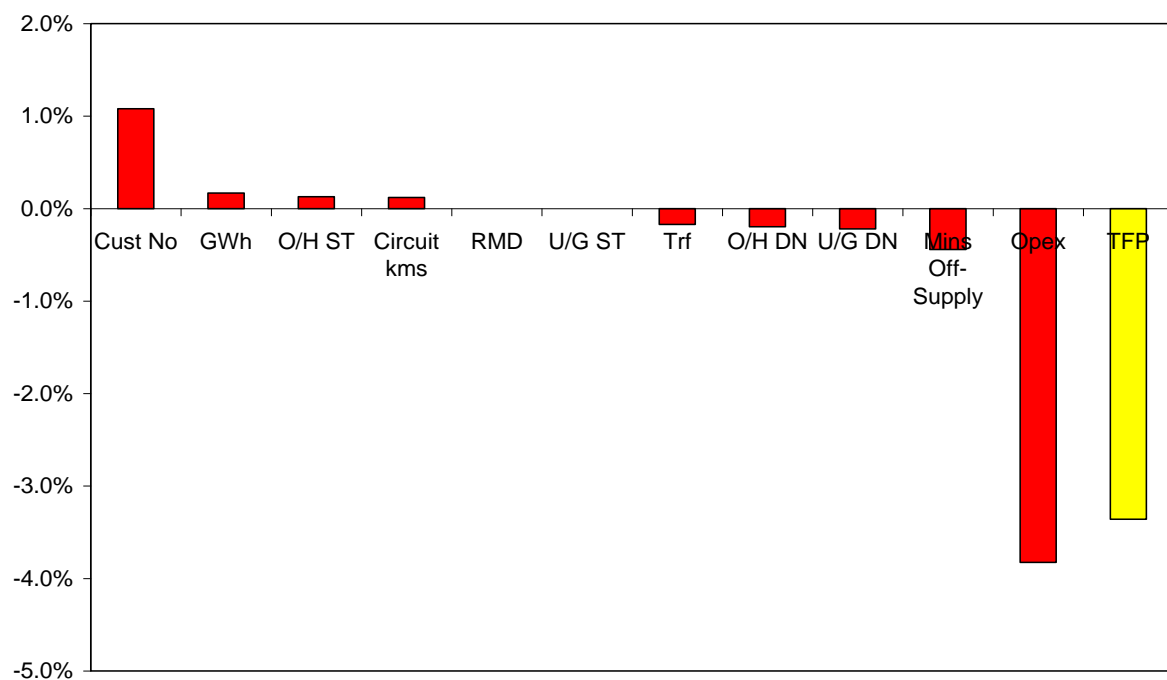 2.0%
1.0%
0.0%
-1.0%
-2.0%
-3.0%
-4.0%
-5.0%
Cust No
GWh
O/H ST
Circuit
kms
RMD
U/G ST
Trf
O/H DN
U/G DN
Mins
Off-
Supply
Opex
TFP